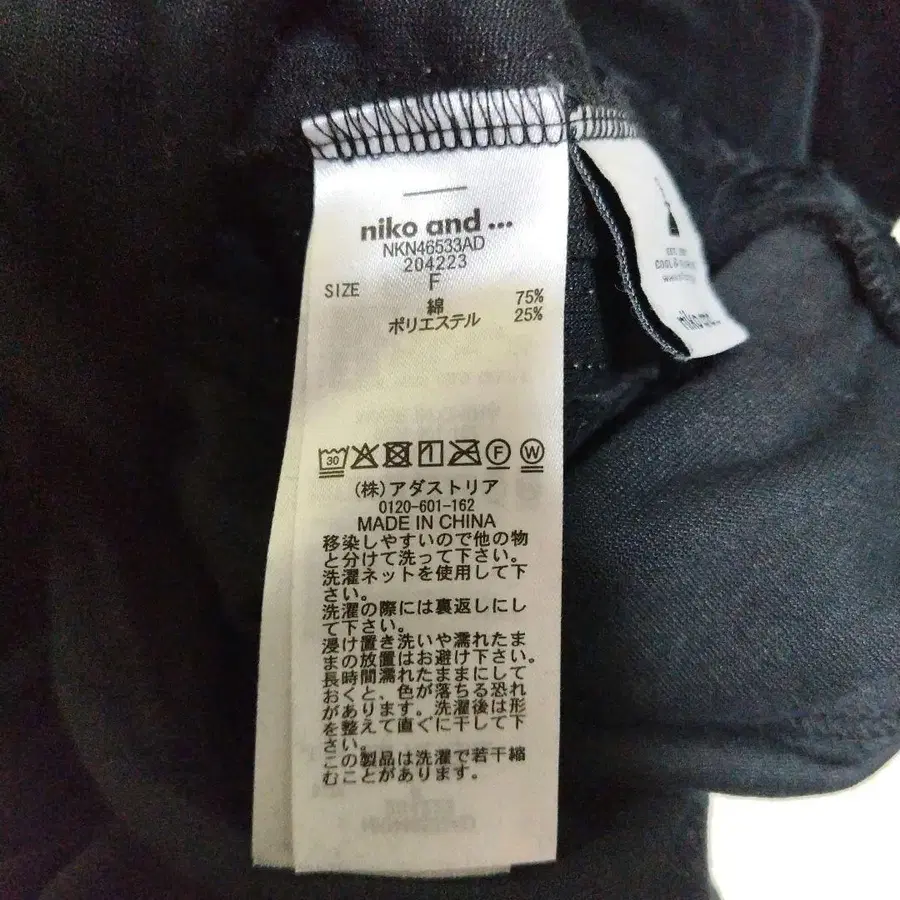 niko and ...
NKN46533AD
204223
SIZE F
綿 75%
ポリエステル 25%
30 F W
(株)アダストリア
0120-601-162
MADE IN CHINA
移染しやすいので他の物
と分けて洗って下さい。
洗濯ネットを使用して下
さい。
洗濯の際には裏返しにし
て下さい。
浸け置き洗いや濡れたま
まの放置はお避け下さい。
長時間濡れたままにして
おくと、色が落ちる恐れ
があります。洗濯後は形
を整えて直ぐに干して下
さい。
この製品は洗濯で若干縮
むことがあります。
COOL &
niko and ...